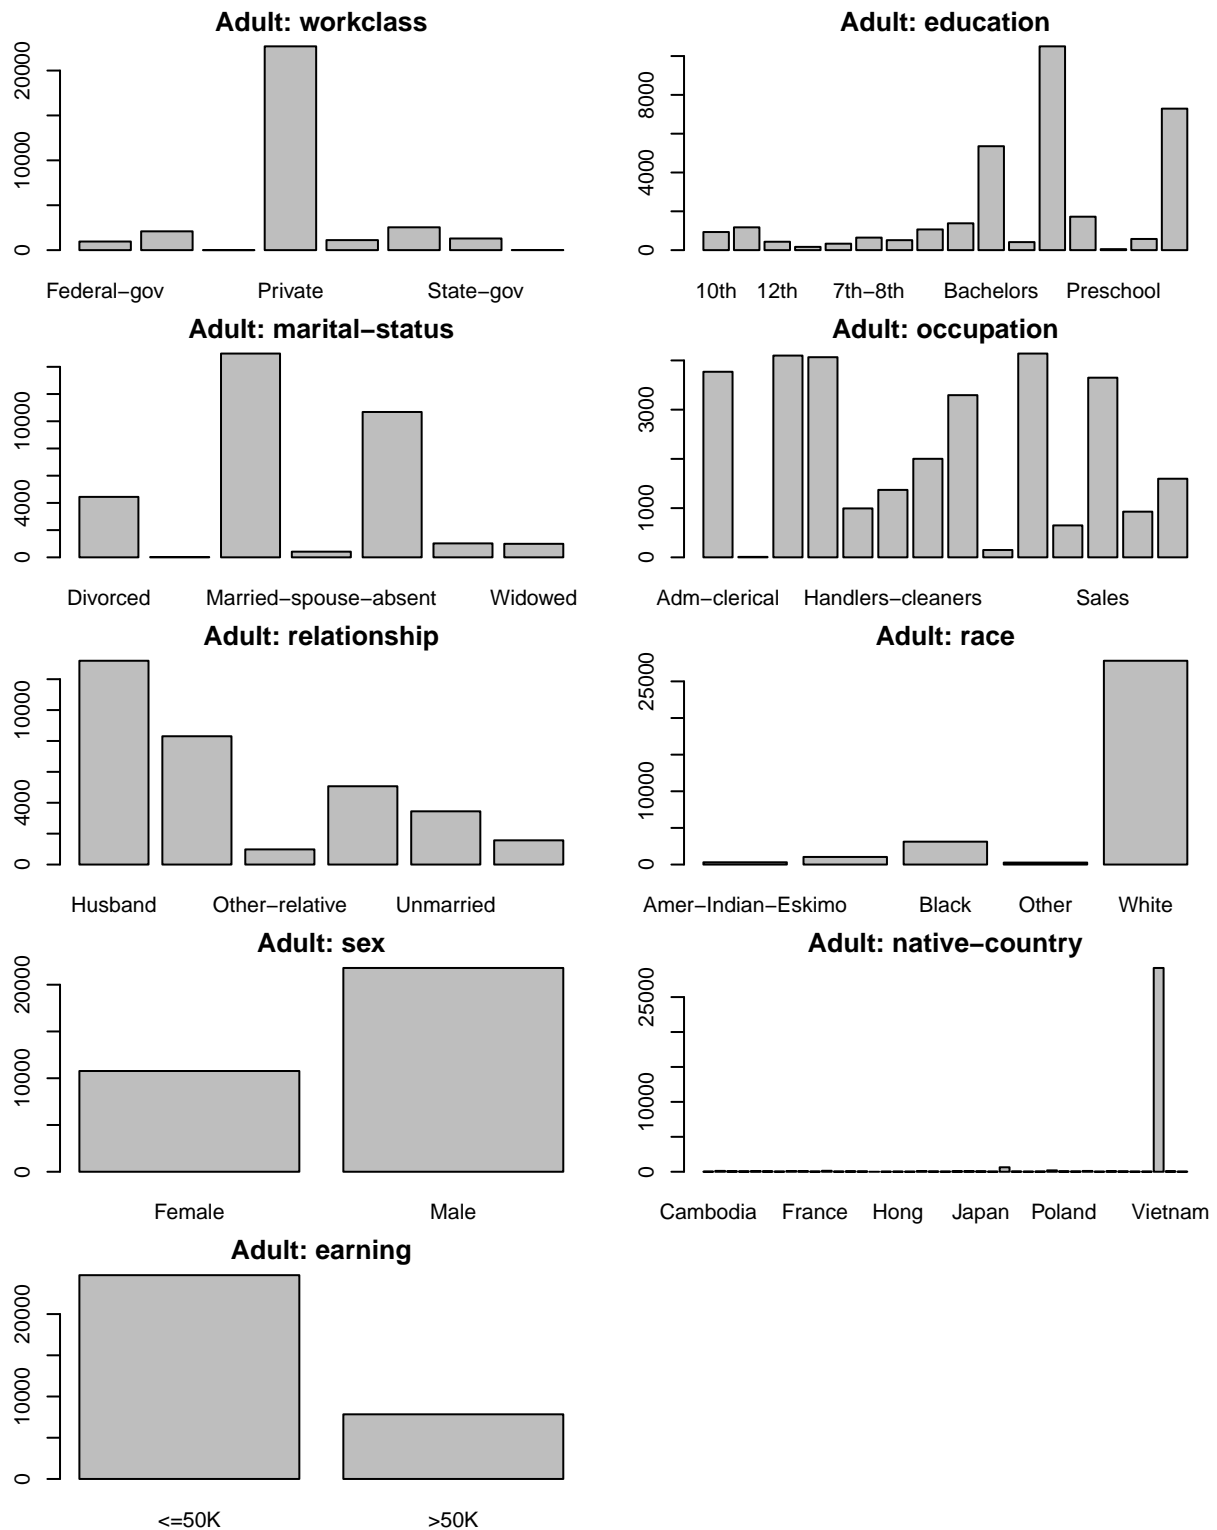 Adult: workclass
0 10000 20000
Federal−gov Private State−gov
Adult: education
0 4000 8000
10th 12th 7th−8th Bachelors Preschool
Adult: marital−status
0 4000 10000
Divorced Married−spouse−absent Widowed
Adult: occupation
0 1000 3000
Adm−clerical Handlers−cleaners Sales
Adult: relationship
0 4000 10000
Husband Other−relative Unmarried
Adult: race
0 10000 25000
Amer−Indian−Eskimo Black Other White
Adult: sex
0 10000 20000
Female Male
Adult: native−country
0 10000 25000
Cambodia France Hong Japan Poland Vietnam
Adult: earning
0 10000 20000
<=50K >50K